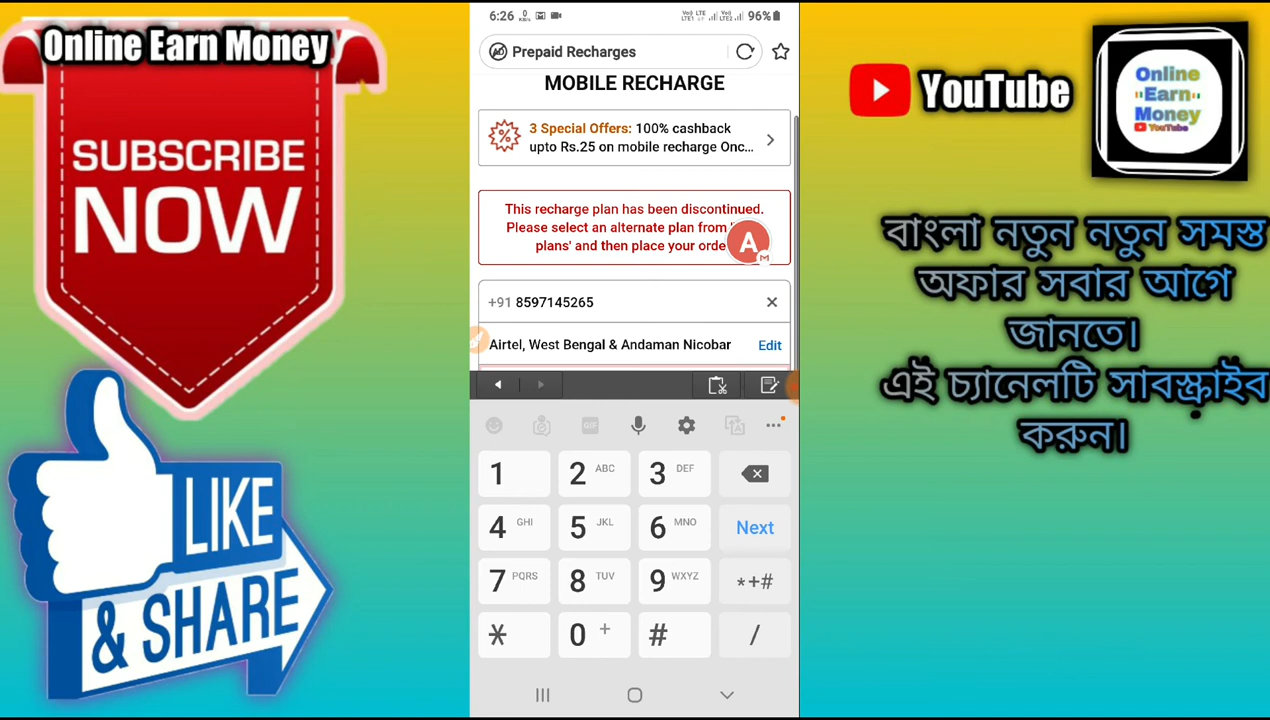 Online Earn Money
SUBSCRIBE
NOW
LIKE
& SHARE
6:26
96%
Prepaid Recharges
MOBILE RECHARGE
3 Special Offers: 100% cashback
upto Rs.25 on mobile recharge Onc...
This recharge plan has been discontinued.
Please select an alternate plan from
plans' and then place your orde
A
+91 8597145265
Airtel, West Bengal & Andaman Nicobar
Edit
GIF
1
2 ABC
3 DEF
4 GHI
5 JKL
6 MNO
Next
7 PQRS
8 TUV
9 WXYZ
*+#
*
0 +
#
/
YouTube
Online
Earn
Money
YouTube
বাংলা নতুন নতুন সমস্ত
অফার সবার আগে
জানতে।
এই চ্যানেলটি সাবস্ক্রাইব
করুন।